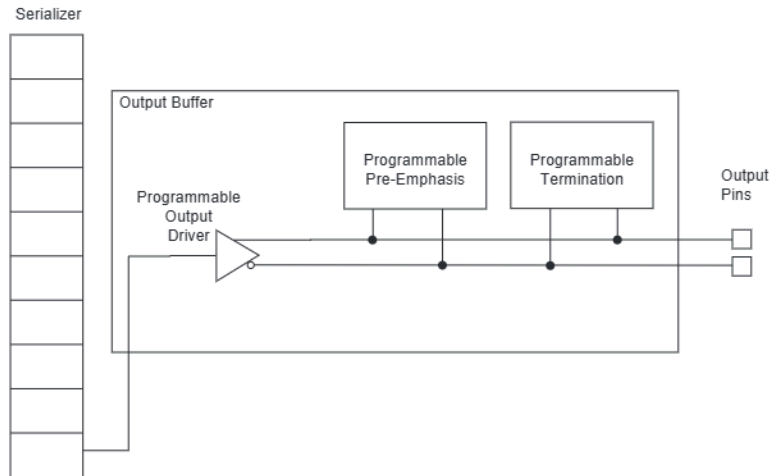 Serializer
Output Buffer
Programmable
Pre-Emphasis
Programmable
Termination
Output
Pins
Programmable
Output
Driver